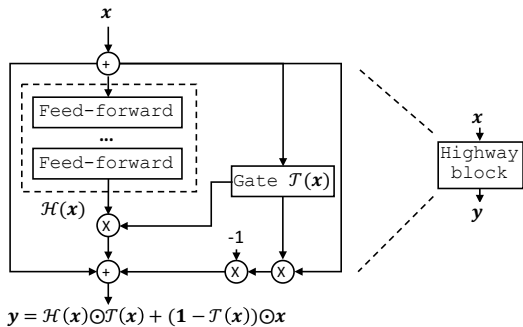 x
+
Feed-forward
...
Feed-forward
Gate 𝒯(x)
ℋ(x)
X
-1
+
X
X
y = ℋ(x)⊙𝒯(x) + (1 − 𝒯(x))⊙x
x
Highway
block
y